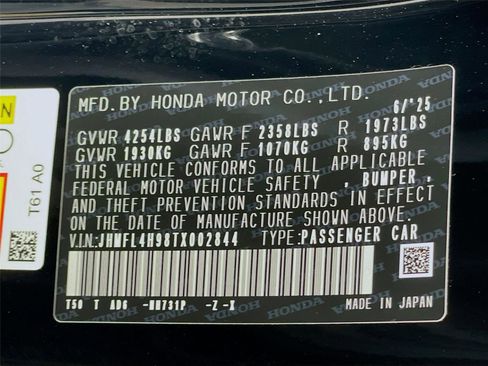 MFD.BY HONDA MOTOR CO.,LTD. 6/'25
GVWR 4254LBS GAWR F 2358LBS R 1973LBS
GVWR 1930KG GAWR F 1070KG R 895KG
THIS VEHICLE CONFORMS TO ALL APPLICABLE
FEDERAL MOTOR VEHICLE SAFETY , BUMPER ,
AND THEFT PREVENTION STANDARDS IN EFFECT
ON THE DATE OF MANUFACTURE SHOWN ABOVE.
V.I.N:JHMFL4H98TX002844 TYPE:PASSENGER CAR
T50 T AD6 -NH731P -Z -X MADE IN JAPAN
T61 A0